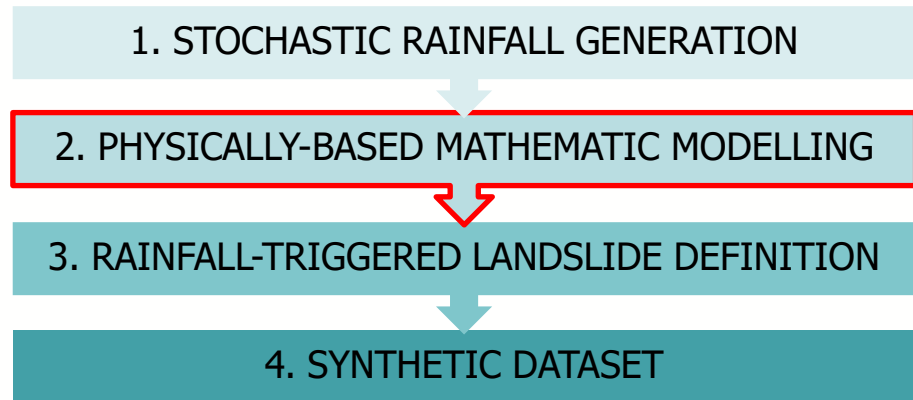 1. STOCHASTIC RAINFALL GENERATION
2. PHYSICALLY-BASED MATHEMATIC MODELLING
3. RAINFALL-TRIGGERED LANDSLIDE DEFINITION
4. SYNTHETIC DATASET